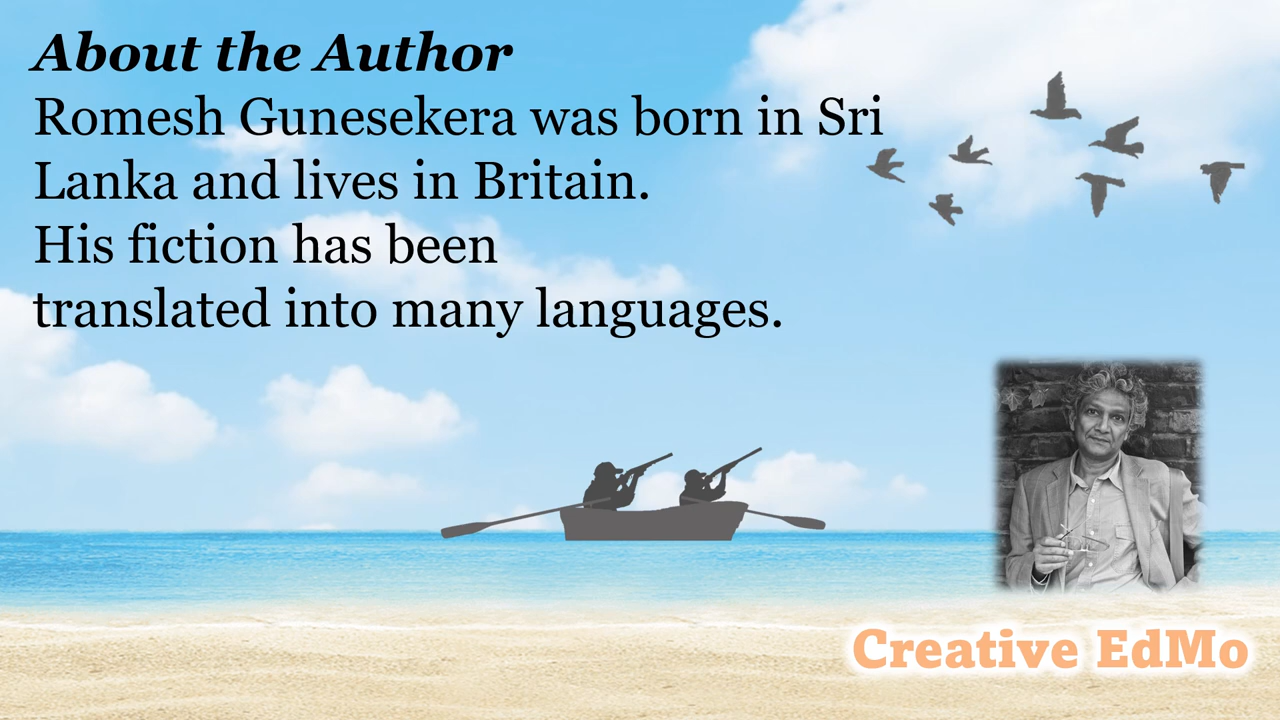 About the Author
Romesh Gunesekera was born in Sri
Lanka and lives in Britain.
His fiction has been
translated into many languages.
Creative EdMo